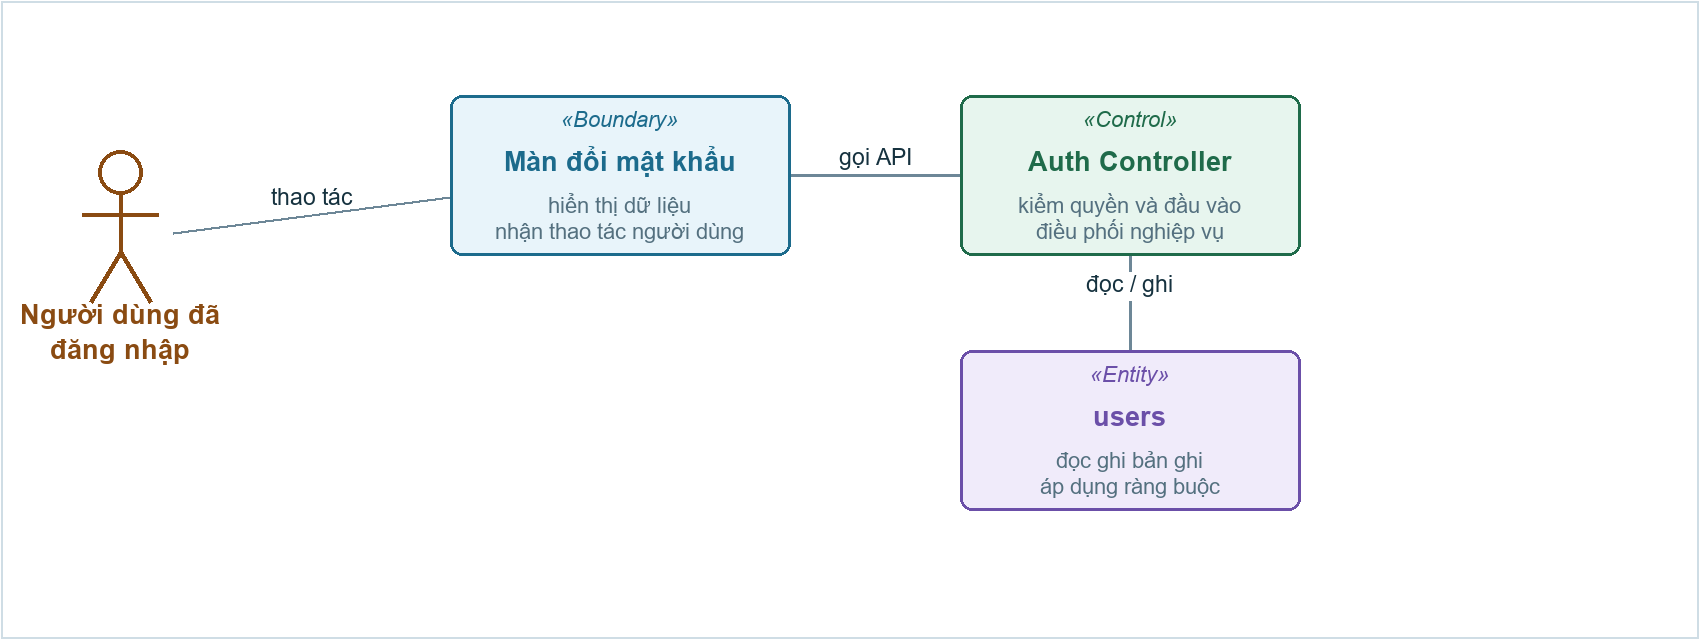 «Boundary»
Màn đổi mật khẩu
hiển thị dữ liệu
nhận thao tác người dùng
«Control»
Auth Controller
kiểm quyền và đầu vào
điều phối nghiệp vụ
gọi API
thao tác
Người dùng đã
đăng nhập
đọc / ghi
«Entity»
users
đọc ghi bản ghi
áp dụng ràng buộc